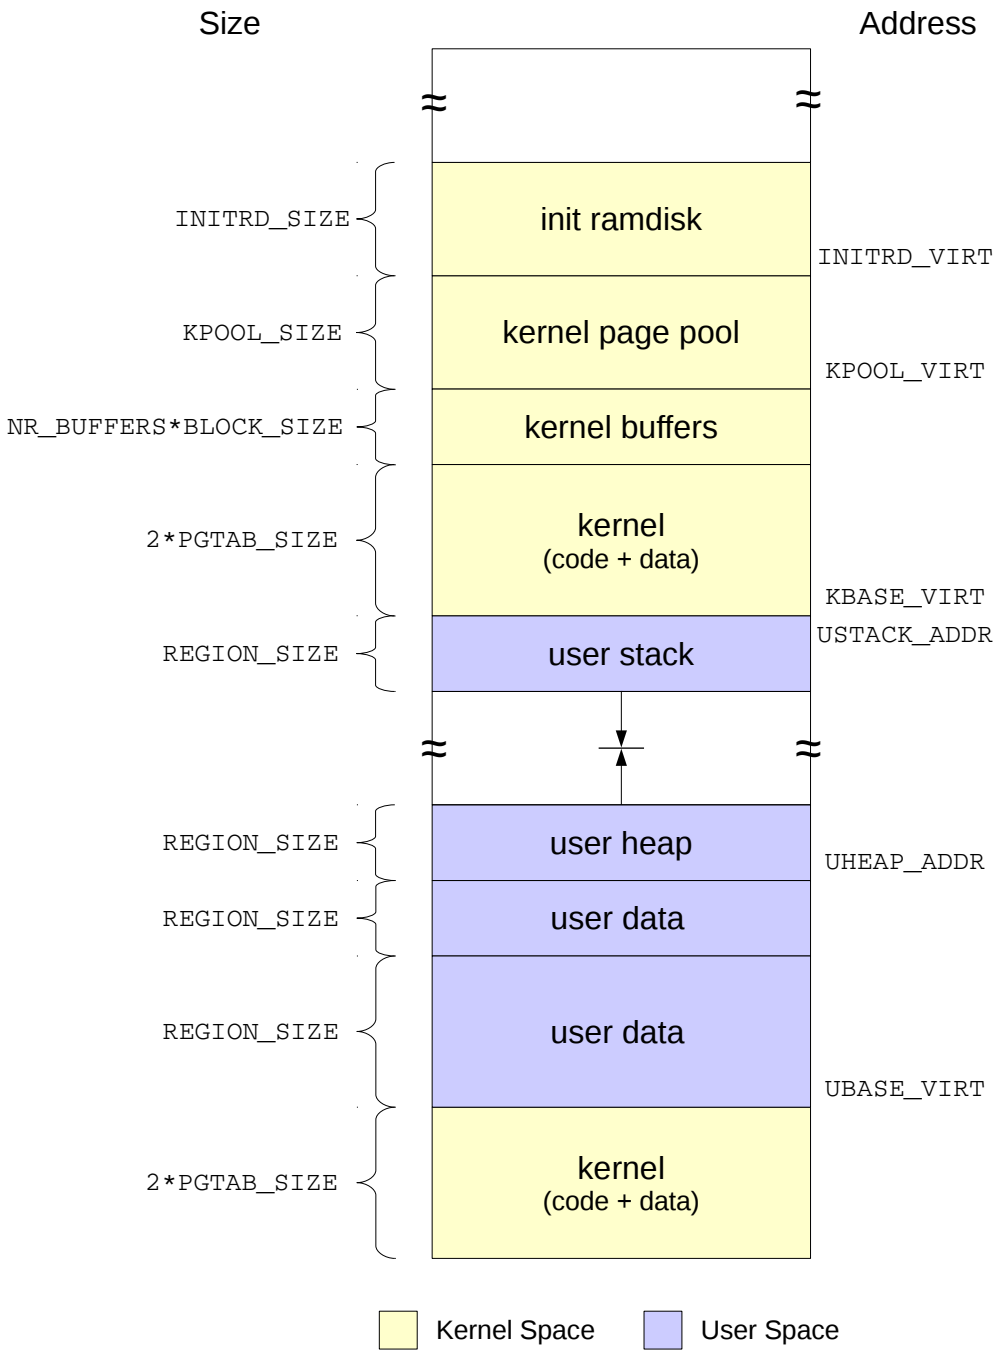 Size
Address
INITRD_SIZE
init ramdisk
INITRD_VIRT
KPOOL_SIZE
kernel page pool
KPOOL_VIRT
NR_BUFFERS*BLOCK_SIZE
kernel buffers
2*PGTAB_SIZE
kernel
(code + data)
KBASE_VIRT
USTACK_ADDR
REGION_SIZE
user stack
REGION_SIZE
user heap
UHEAP_ADDR
REGION_SIZE
user data
REGION_SIZE
user data
UBASE_VIRT
2*PGTAB_SIZE
kernel
(code + data)
Kernel Space
User Space